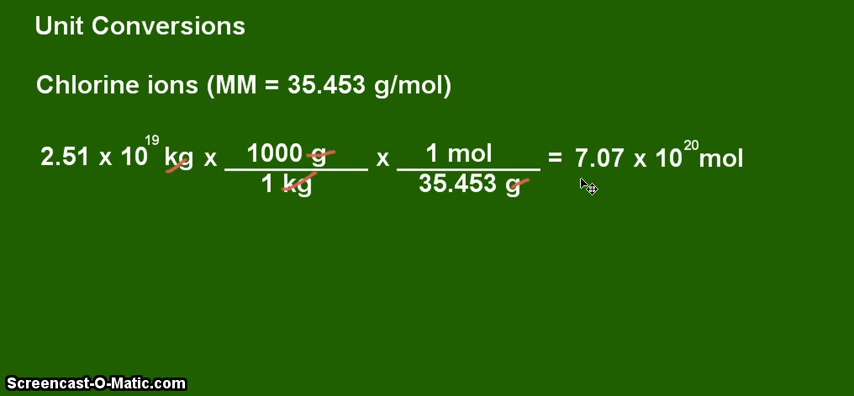 Unit Conversions
Chlorine ions (MM = 35.453 g/mol)
2.51 x 10^19 kg x 1000 g / 1 kg x 1 mol / 35.453 g = 7.07 x 10^20 mol
Screencast-O-Matic.com